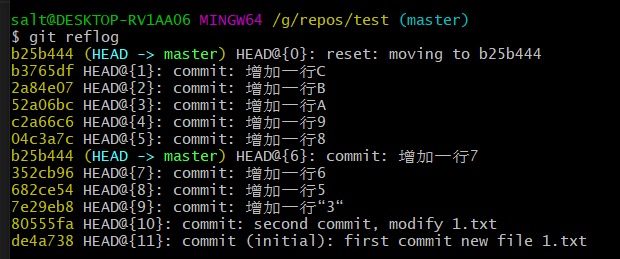 salt@DESKTOP-RV1AAO6 MINGW64 /g/repos/test (master)
$ git reflog
b25b444 (HEAD -> master) HEAD@{0}: reset: moving to b25b444
b3765df HEAD@{1}: commit: 增加一行C
2a84e07 HEAD@{2}: commit: 增加一行B
52a06bc HEAD@{3}: commit: 增加一行A
c2a66c6 HEAD@{4}: commit: 增加一行9
04c3a7c HEAD@{5}: commit: 增加一行8
b25b444 (HEAD -> master) HEAD@{6}: commit: 增加一行7
352cb96 HEAD@{7}: commit: 增加一行6
682ce54 HEAD@{8}: commit: 增加一行5
7e29eb8 HEAD@{9}: commit: 增加一行“3“
80555fa HEAD@{10}: commit: second commit, modify 1.txt
de4a738 HEAD@{11}: commit (initial): first commit new file 1.txt